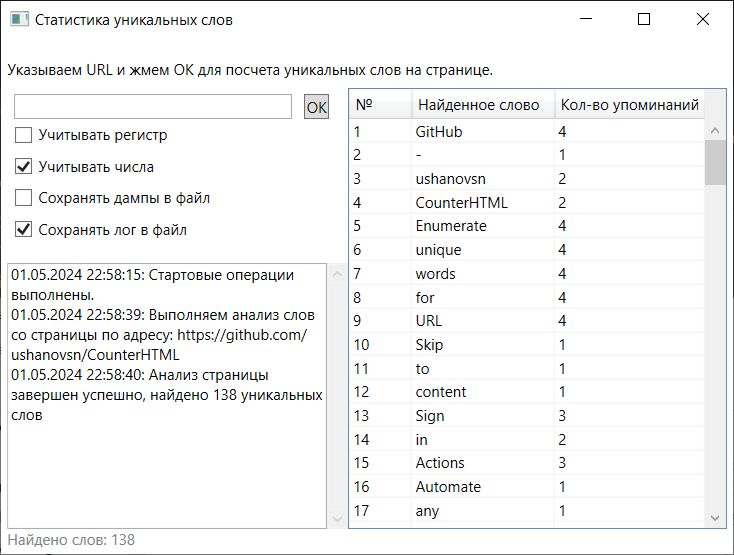 Статистика уникальных слов
Указываем URL и жмем ОК для посчета уникальных слов на странице.
OK
Учитывать регистр
Учитывать числа
Сохранять дампы в файл
Сохранять лог в файл
01.05.2024 22:58:15: Стартовые операции
выполнены.
01.05.2024 22:58:39: Выполняем анализ слов
со страницы по адресу: https://github.com/
ushanovsn/CounterHTML
01.05.2024 22:58:40: Анализ страницы
завершен успешно, найдено 138 уникальных
слов
№ Найденное слово Кол-во упоминаний
1 GitHub 4
2 - 1
3 ushanovsn 2
4 CounterHTML 2
5 Enumerate 4
6 unique 4
7 words 4
8 for 4
9 URL 4
10 Skip 1
11 to 1
12 content 1
13 Sign 3
14 in 2
15 Actions 3
16 Automate 1
17 any 1
Найдено слов: 138